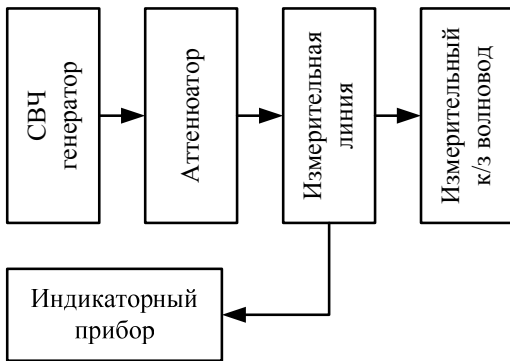 СВЧ
генератор
Аттенюатор
Измерительная
линия
Измерительный
к/з волновод
Индикаторный
прибор